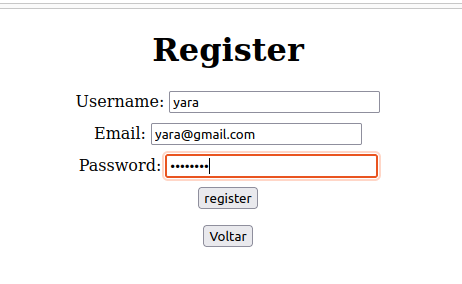 Register
Username: yara
Email: yara@gmail.com
Password: ••••••••
register
Voltar